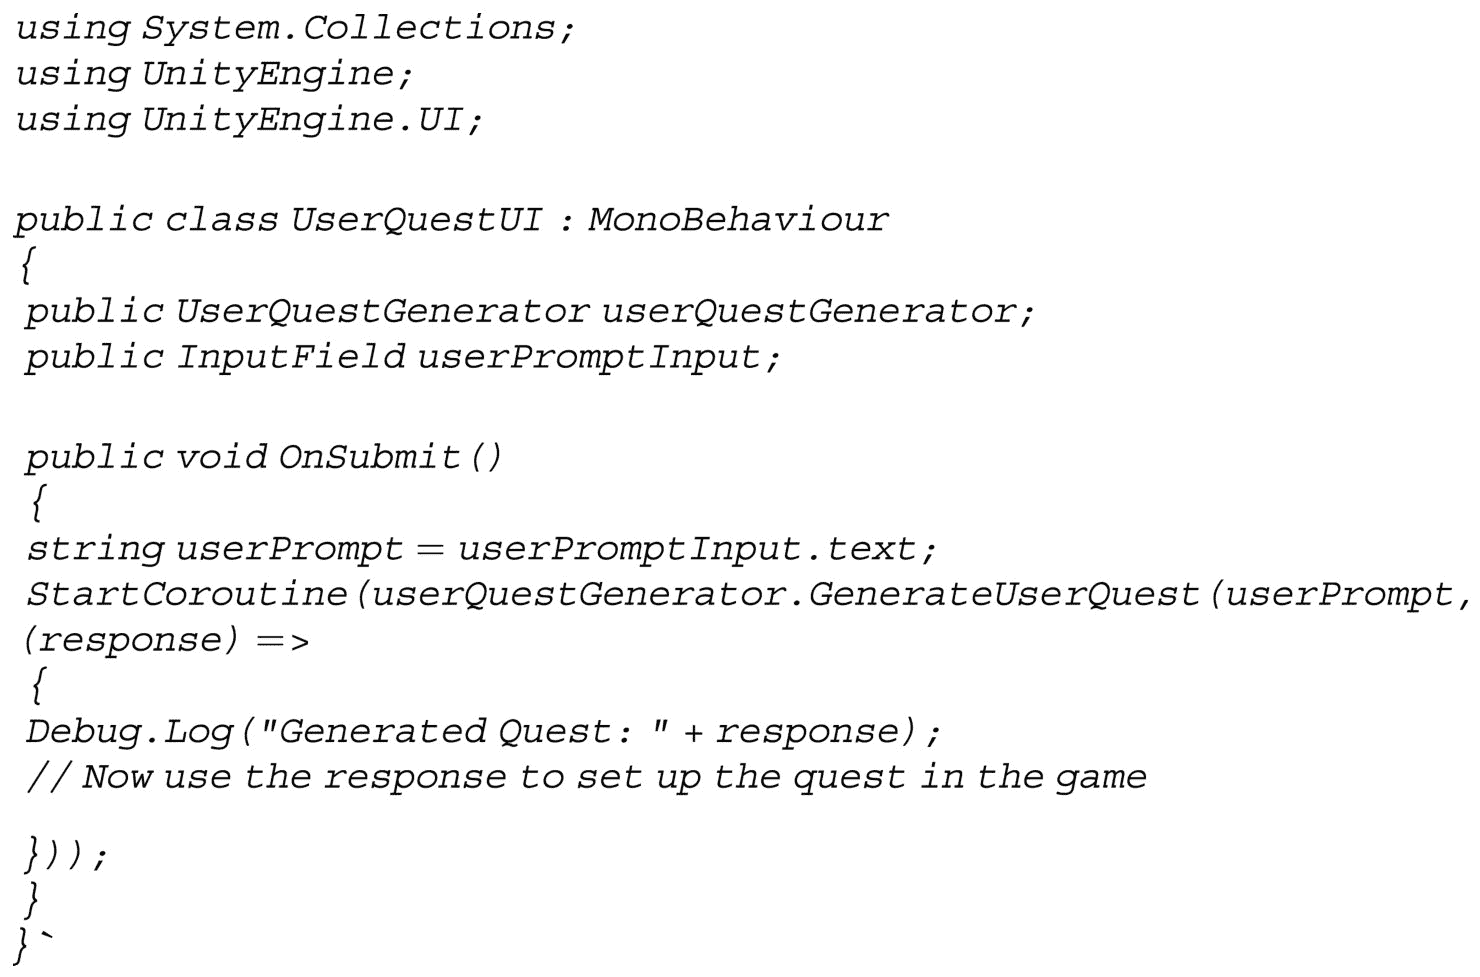 using System.Collections;
using UnityEngine;
using UnityEngine.UI;
public class UserQuestUI : MonoBehaviour
{
public UserQuestGenerator userQuestGenerator;
public InputField userPromptInput;
public void OnSubmit()
{
string userPrompt = userPromptInput.text;
StartCoroutine(userQuestGenerator.GenerateUserQuest(userPrompt,
(response) =>
{
Debug.Log("Generated Quest: " + response);
// Now use the response to set up the quest in the game
}));
}
}`